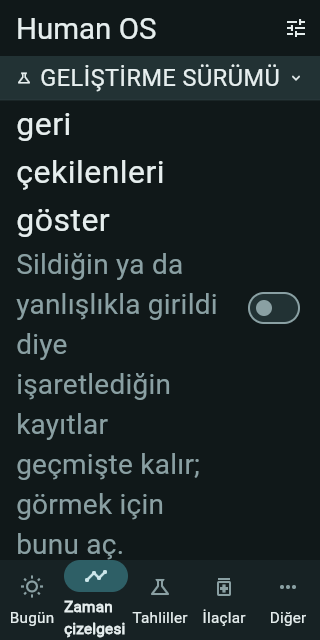 Human OS
GELİŞTİRME SÜRÜMÜ
geri
çekilenleri
göster
Sildiğin ya da
yanlışlıkla girildi
diye
işaretlediğin
kayıtlar
geçmişte kalır;
görmek için
bunu aç.
Bugün
Zaman
çizelgesi
Tahliller
İlaçlar
Diğer